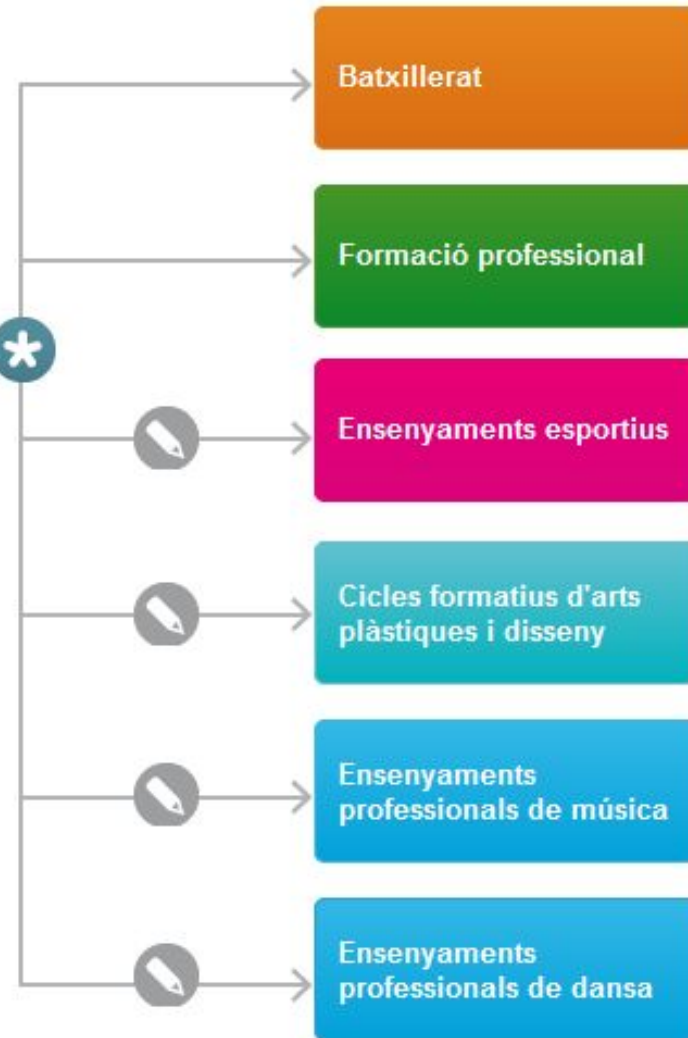 Batxillerat
Formació professional
Ensenyaments esportius
Cicles formatius d'arts
plàstiques i disseny
Ensenyaments
professionals de música
Ensenyaments
professionals de dansa